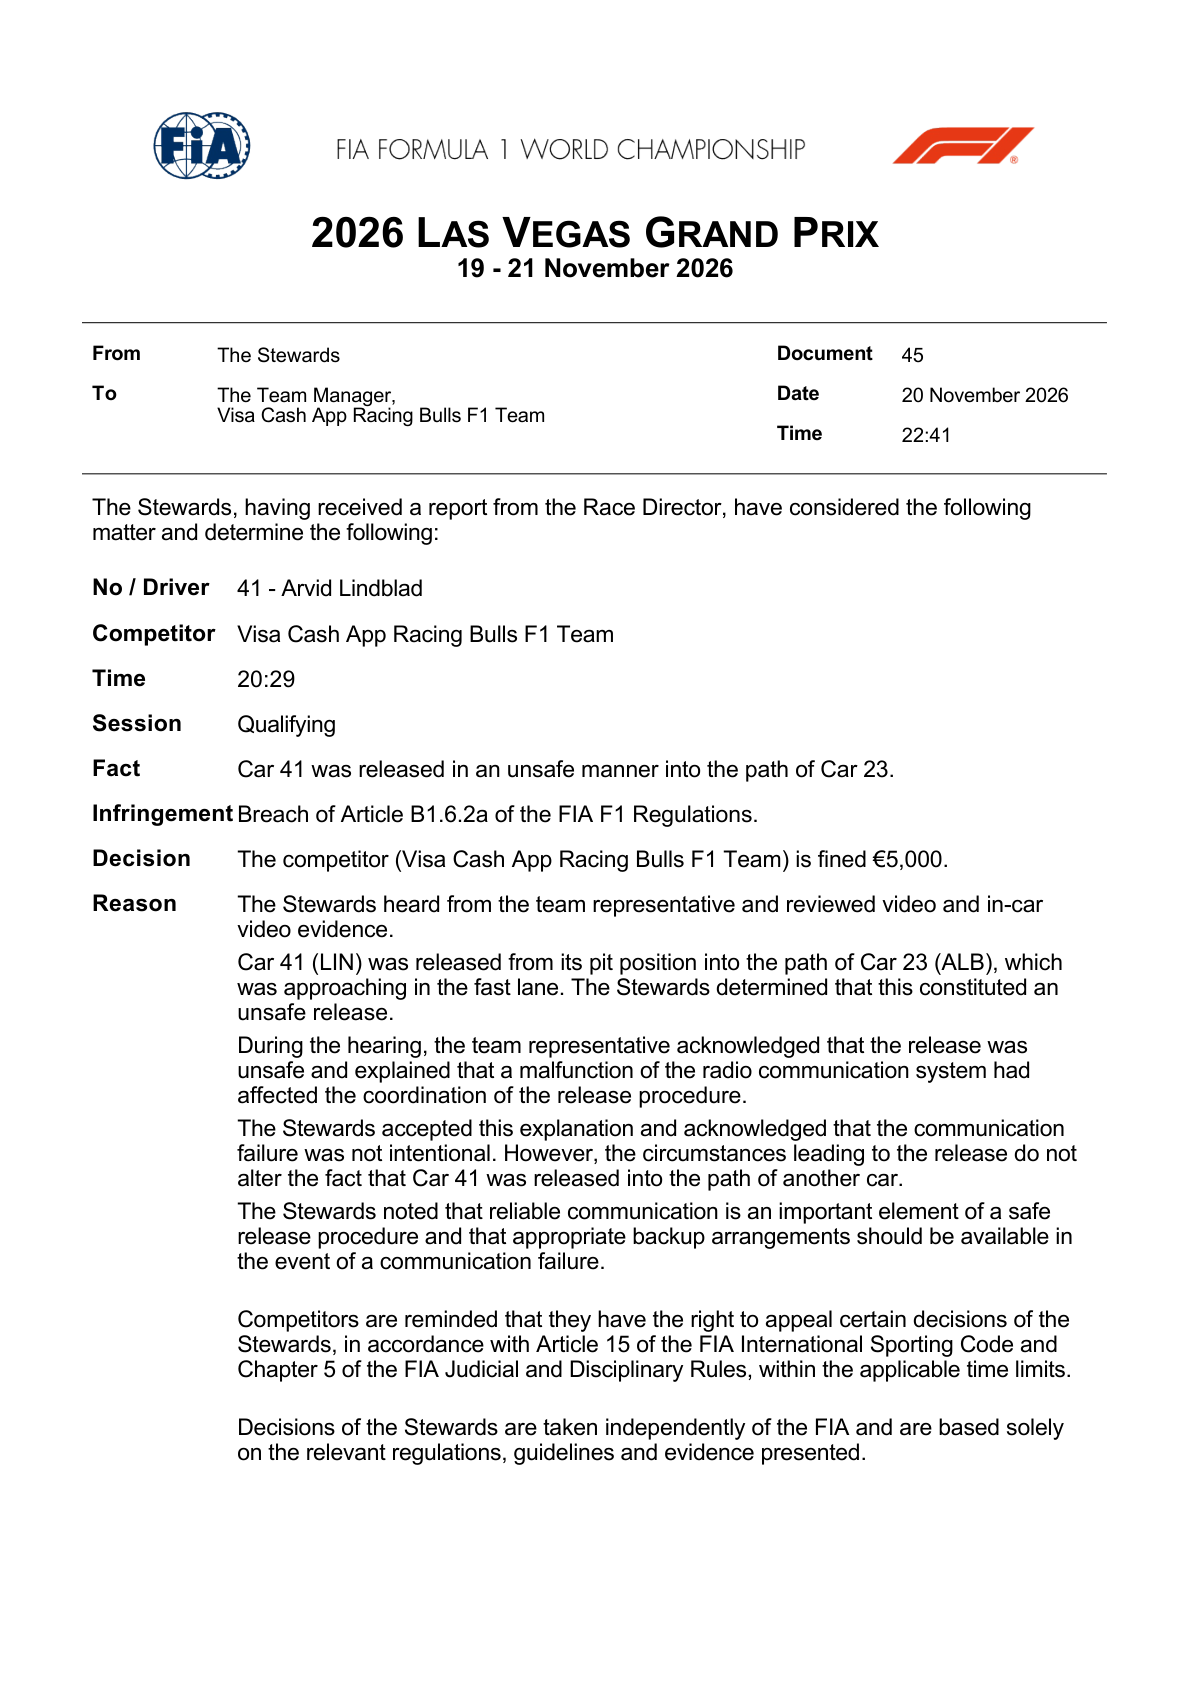 FIA
FIA FORMULA 1 WORLD CHAMPIONSHIP
F1
®
2026 LAS VEGAS GRAND PRIX
19 - 21 November 2026
From The Stewards Document 45
To The Team Manager, Date 20 November 2026
Visa Cash App Racing Bulls F1 Team
Time 22:41
The Stewards, having received a report from the Race Director, have considered the following
matter and determine the following:
No / Driver 41 - Arvid Lindblad
Competitor Visa Cash App Racing Bulls F1 Team
Time 20:29
Session Qualifying
Fact Car 41 was released in an unsafe manner into the path of Car 23.
Infringement Breach of Article B1.6.2a of the FIA F1 Regulations.
Decision The competitor (Visa Cash App Racing Bulls F1 Team) is fined €5,000.
Reason The Stewards heard from the team representative and reviewed video and in-car
video evidence.
Car 41 (LIN) was released from its pit position into the path of Car 23 (ALB), which
was approaching in the fast lane. The Stewards determined that this constituted an
unsafe release.
During the hearing, the team representative acknowledged that the release was
unsafe and explained that a malfunction of the radio communication system had
affected the coordination of the release procedure.
The Stewards accepted this explanation and acknowledged that the communication
failure was not intentional. However, the circumstances leading to the release do not
alter the fact that Car 41 was released into the path of another car.
The Stewards noted that reliable communication is an important element of a safe
release procedure and that appropriate backup arrangements should be available in
the event of a communication failure.
Competitors are reminded that they have the right to appeal certain decisions of the
Stewards, in accordance with Article 15 of the FIA International Sporting Code and
Chapter 5 of the FIA Judicial and Disciplinary Rules, within the applicable time limits.
Decisions of the Stewards are taken independently of the FIA and are based solely
on the relevant regulations, guidelines and evidence presented.